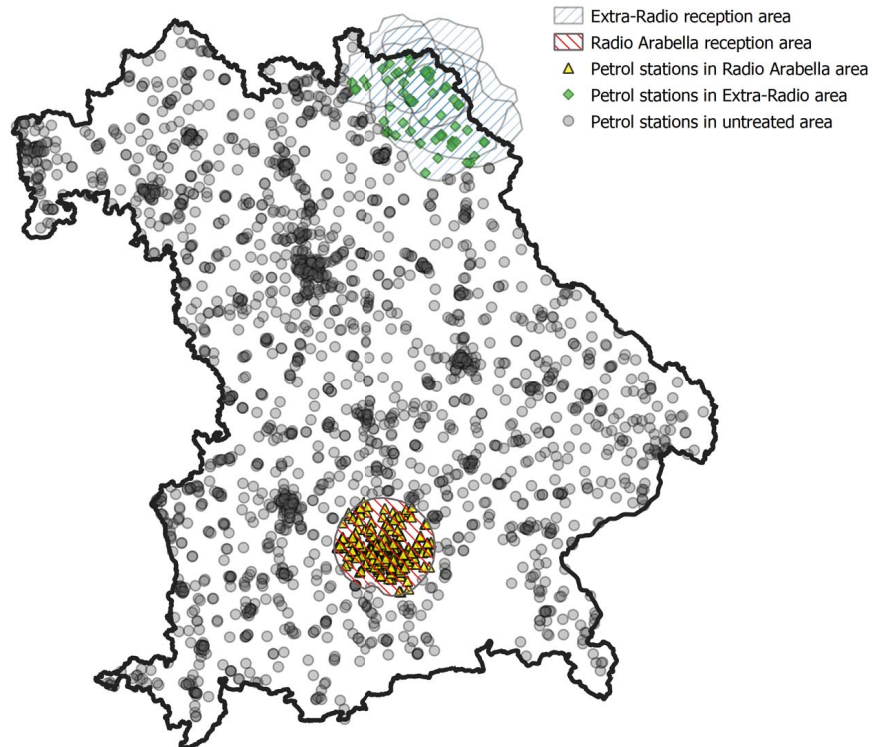 Extra-Radio reception area
Radio Arabella reception area
Petrol stations in Radio Arabella area
Petrol stations in Extra-Radio area
Petrol stations in untreated area